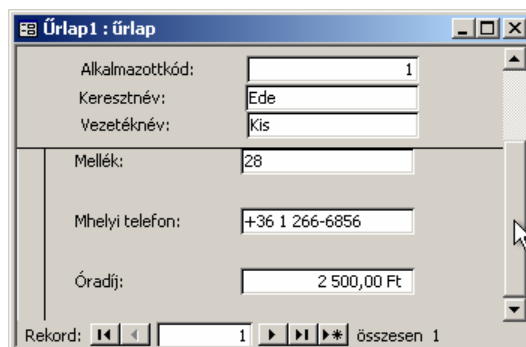 Űrlap1 : űrlap
Alkalmazottkód: 1
Keresztnév: Ede
Vezetéknév: Kis
Mellék: 28
Mhelyi telefon: +36 1 266-6856
Óradíj: 2 500,00 Ft
Rekord: 1 összesen 1